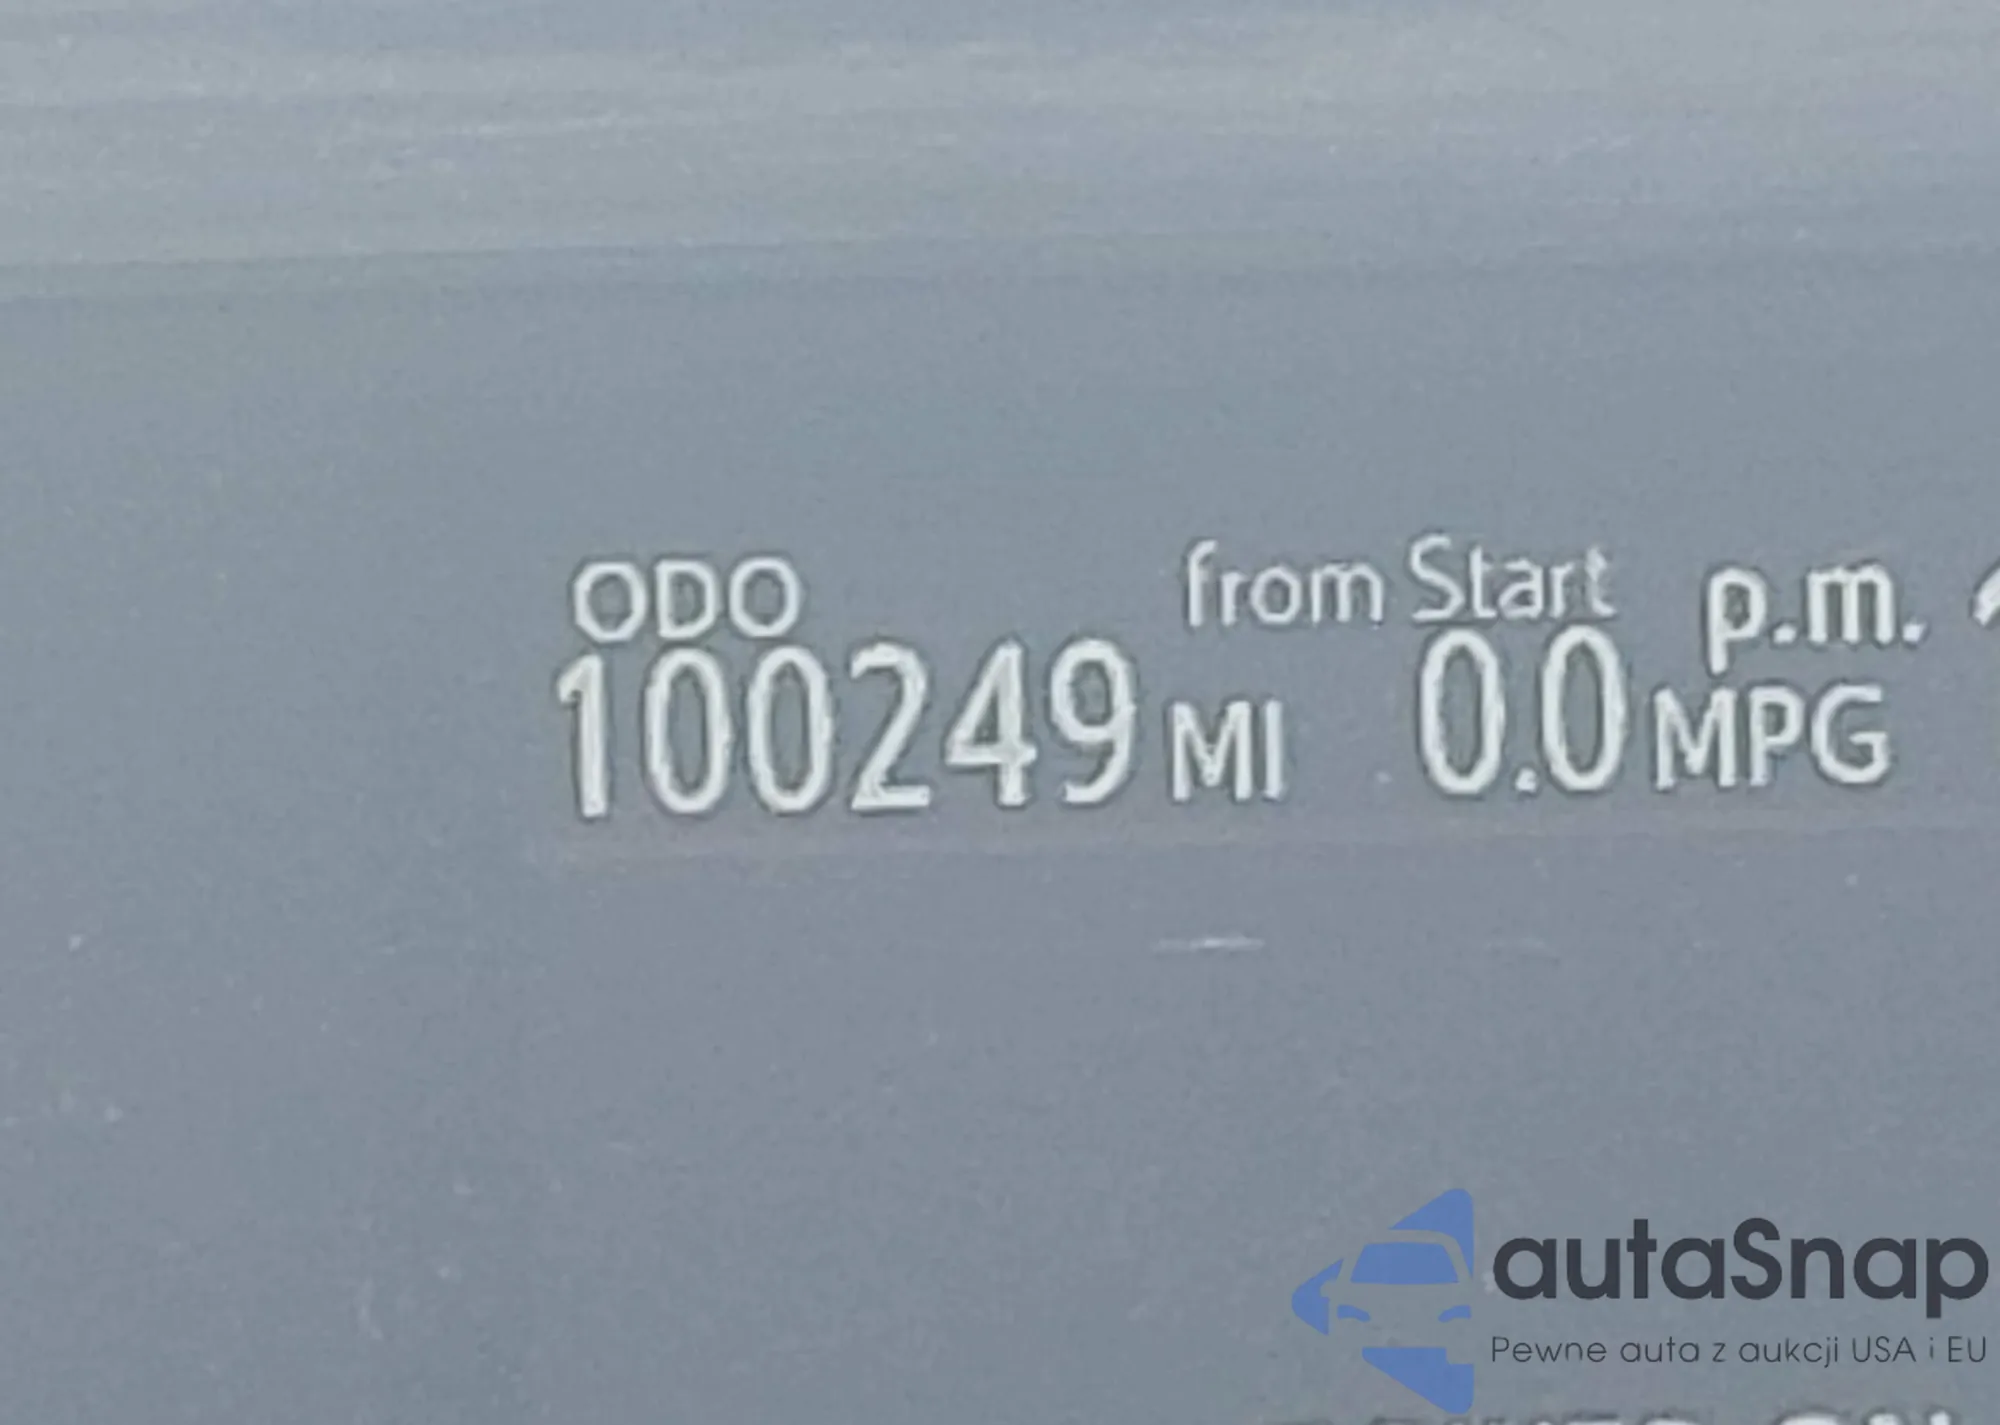 ODO from Start p.m.
100249 MI 0.0 MPG
autaSnap
Pewne auta z aukcji USA i EU